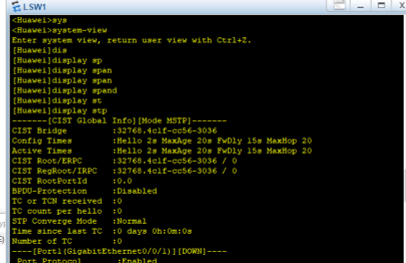 LSW1
<Huawei>sys
<Huawei>system-view
Enter system view, return user view with Ctrl+Z.
[Huawei]dis
[Huawei]display sp
[Huawei]display span
[Huawei]display span
[Huawei]display spand
[Huawei]display st
[Huawei]display stp
-------[CIST Global Info][Mode MSTP]-------
CIST Bridge :32768.4c1f-cc56-3036
Config Times :Hello 2s MaxAge 20s FwDly 15s MaxHop 20
Active Times :Hello 2s MaxAge 20s FwDly 15s MaxHop 20
CIST Root/ERPC :32768.4c1f-cc56-3036 / 0
CIST RegRoot/IRPC :32768.4c1f-cc56-3036 / 0
CIST RootPortId :0.0
BPDU-Protection :Disabled
TC or TCN received :0
TC count per hello :0
STP Converge Mode :Normal
Time since last TC :0 days 0h:0m:0s
Number of TC :0
----[Port1(GigabitEthernet0/0/1)][DOWN]----
Port Protocol :Enabled